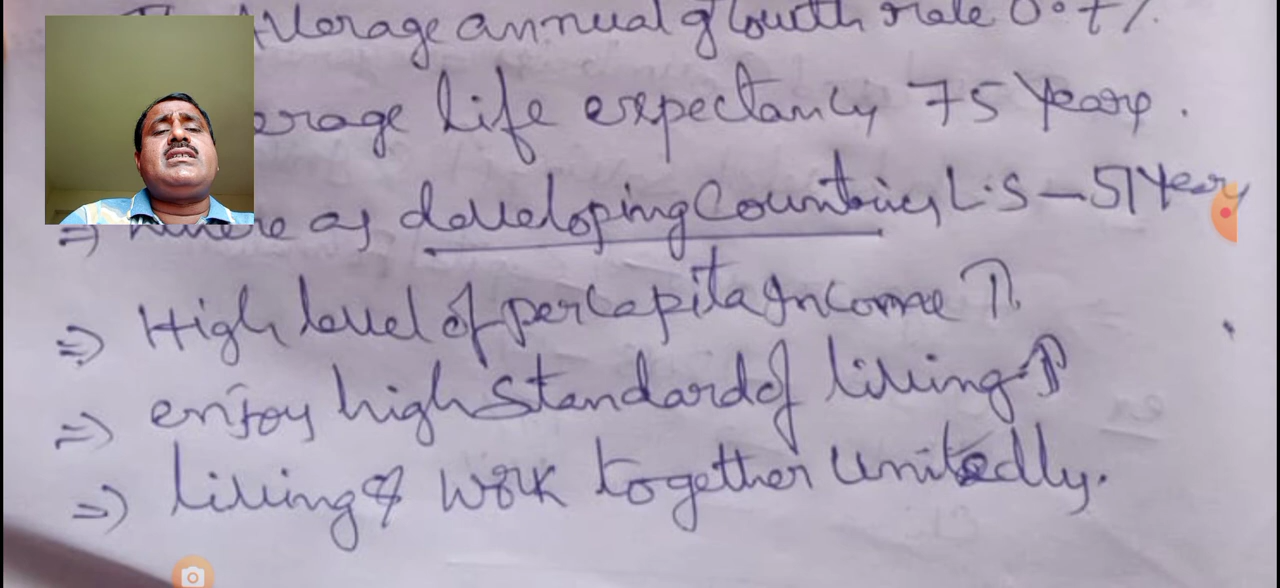 Average annual growth rate 0.7%.
erage life expectancy 75 years.
=> where as developing Countries L.S - 51 Years
=> High level of percapita Income ↑.
=> enjoy high Standard of living ↑
=> living & work together unitedly.